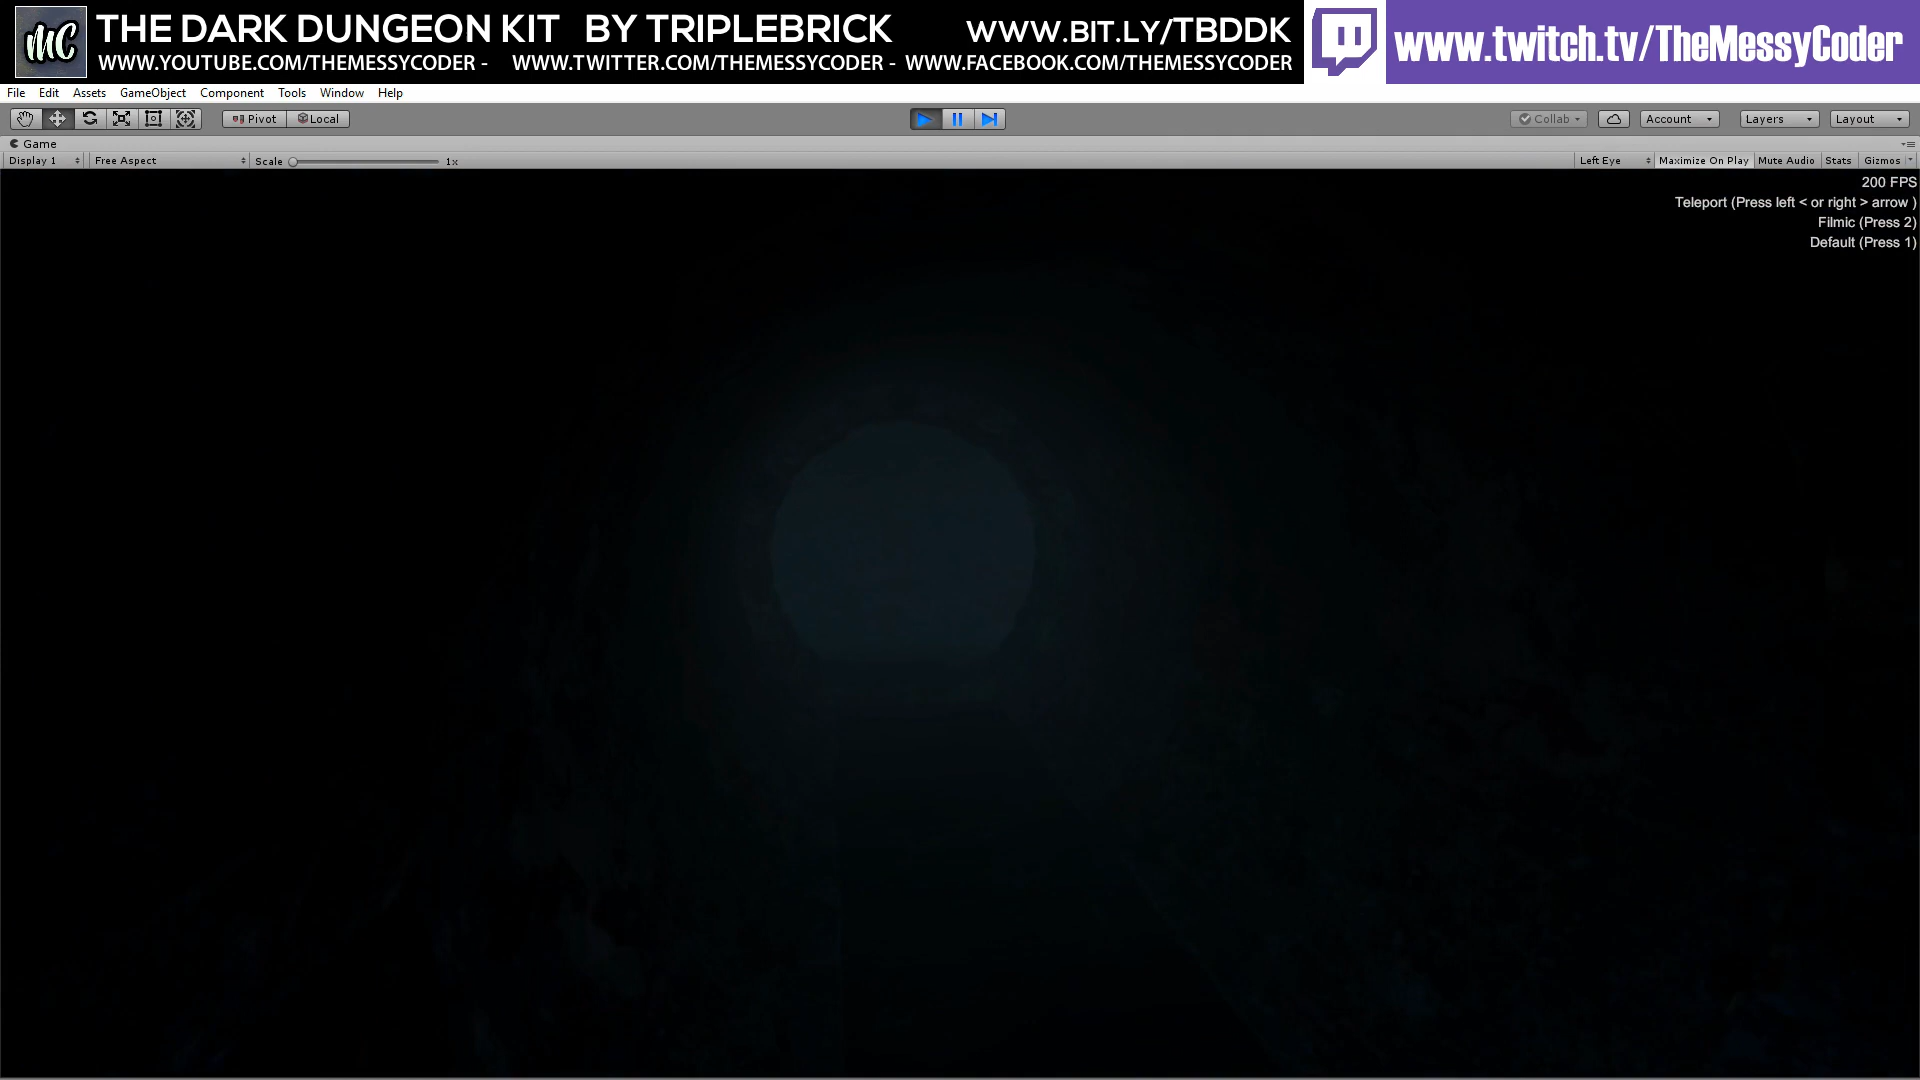 MC THE DARK DUNGEON KIT BY TRIPLEBRICK WWW.BIT.LY/TBDDK
WWW.YOUTUBE.COM/THEMESSYCODER - WWW.TWITTER.COM/THEMESSYCODER - WWW.FACEBOOK.COM/THEMESSYCODER
www.twitch.tv/TheMessyCoder
File Edit Assets GameObject Component Tools Window Help
Pivot Local Collab Account Layers Layout
Game
Display 1 Free Aspect Scale 1x Left Eye Maximize On Play Mute Audio Stats Gizmos
200 FPS
Teleport (Press left < or right > arrow )
Filmic (Press 2)
Default (Press 1)